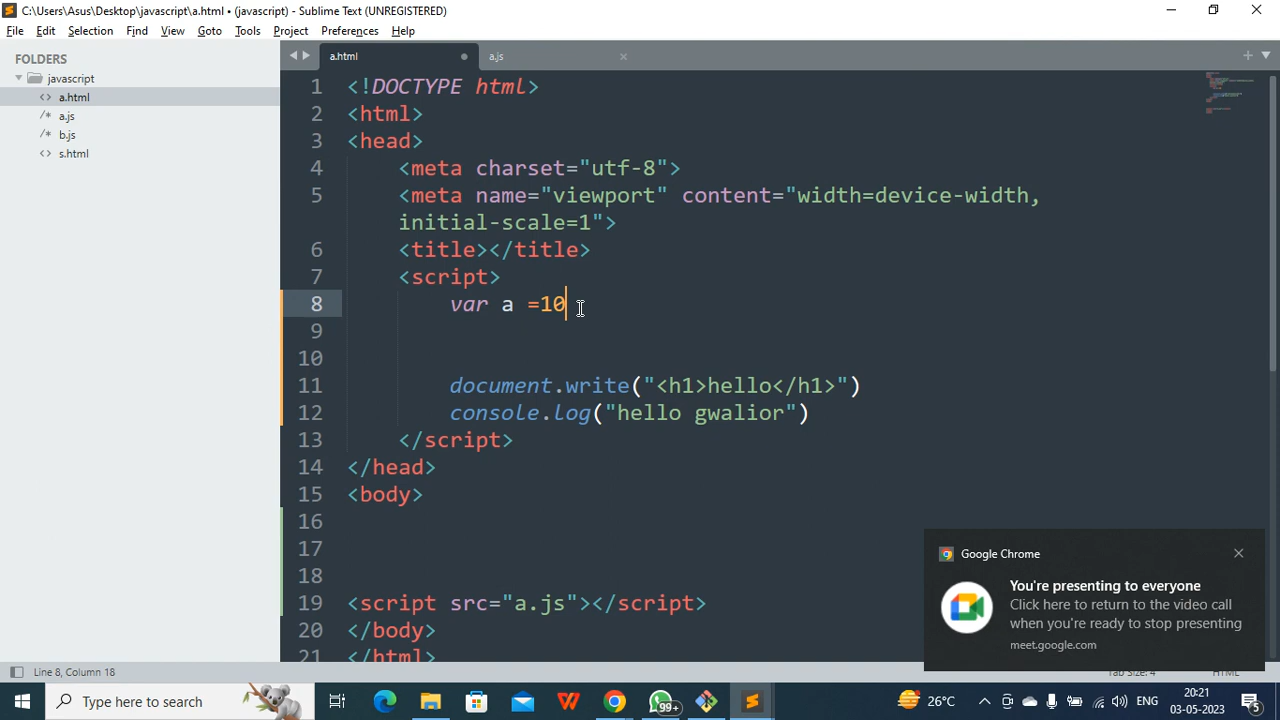 C:\Users\Asus\Desktop\javascript\a.html • (javascript) - Sublime Text (UNREGISTERED)
File Edit Selection Find View Goto Tools Project Preferences Help
FOLDERS
javascript
<> a.html
/* a.js
/* b.js
<> s.html
a.html
a.js
1 <!DOCTYPE html>
2 <html>
3 <head>
4 <meta charset="utf-8">
5 <meta name="viewport" content="width=device-width,
initial-scale=1">
6 <title></title>
7 <script>
8 var a =10
9
10
11 document.write("<h1>hello</h1>")
12 console.log("hello gwalior")
13 </script>
14 </head>
15 <body>
16
17
18
19 <script src="a.js"></script>
20 </body>
21 </html>
Google Chrome
You're presenting to everyone
Click here to return to the video call
when you're ready to stop presenting
meet.google.com
Line 8, Column 18
Tab Size: 4
HTML
Type here to search
99+
26°C
ENG
20:21
03-05-2023
5